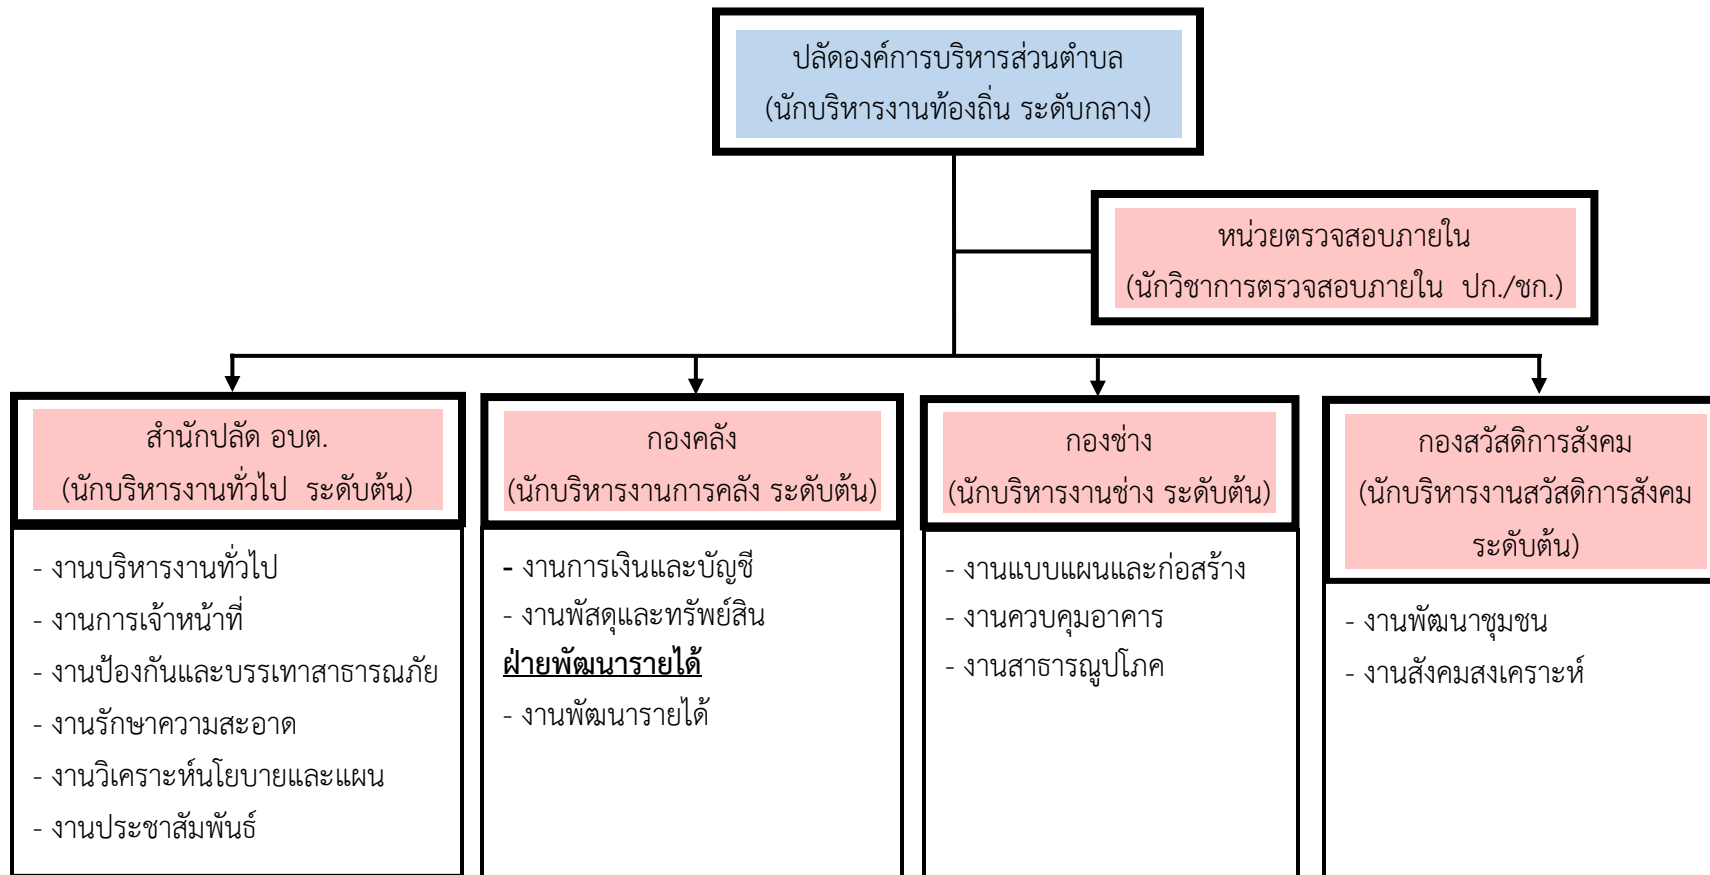 ปลัดองค์การบริหารส่วนตำบล
(นักบริหารงานท้องถิ่น ระดับกลาง)
หน่วยตรวจสอบภายใน
(นักวิชาการตรวจสอบภายใน ปก./ชก.)
สำนักปลัด อบต.
(นักบริหารงานทั่วไป ระดับต้น)
- งานบริหารงานทั่วไป
- งานการเจ้าหน้าที่
- งานป้องกันและบรรเทาสาธารณภัย
- งานรักษาความสะอาด
- งานวิเคราะห์นโยบายและแผน
- งานประชาสัมพันธ์
กองคลัง
(นักบริหารงานการคลัง ระดับต้น)
- งานการเงินและบัญชี
- งานพัสดุและทรัพย์สิน
ฝ่ายพัฒนารายได้
- งานพัฒนารายได้
กองช่าง
(นักบริหารงานช่าง ระดับต้น)
- งานแบบแผนและก่อสร้าง
- งานควบคุมอาคาร
- งานสาธารณูปโภค
กองสวัสดิการสังคม
(นักบริหารงานสวัสดิการสังคม
ระดับต้น)
- งานพัฒนาชุมชน
- งานสังคมสงเคราะห์